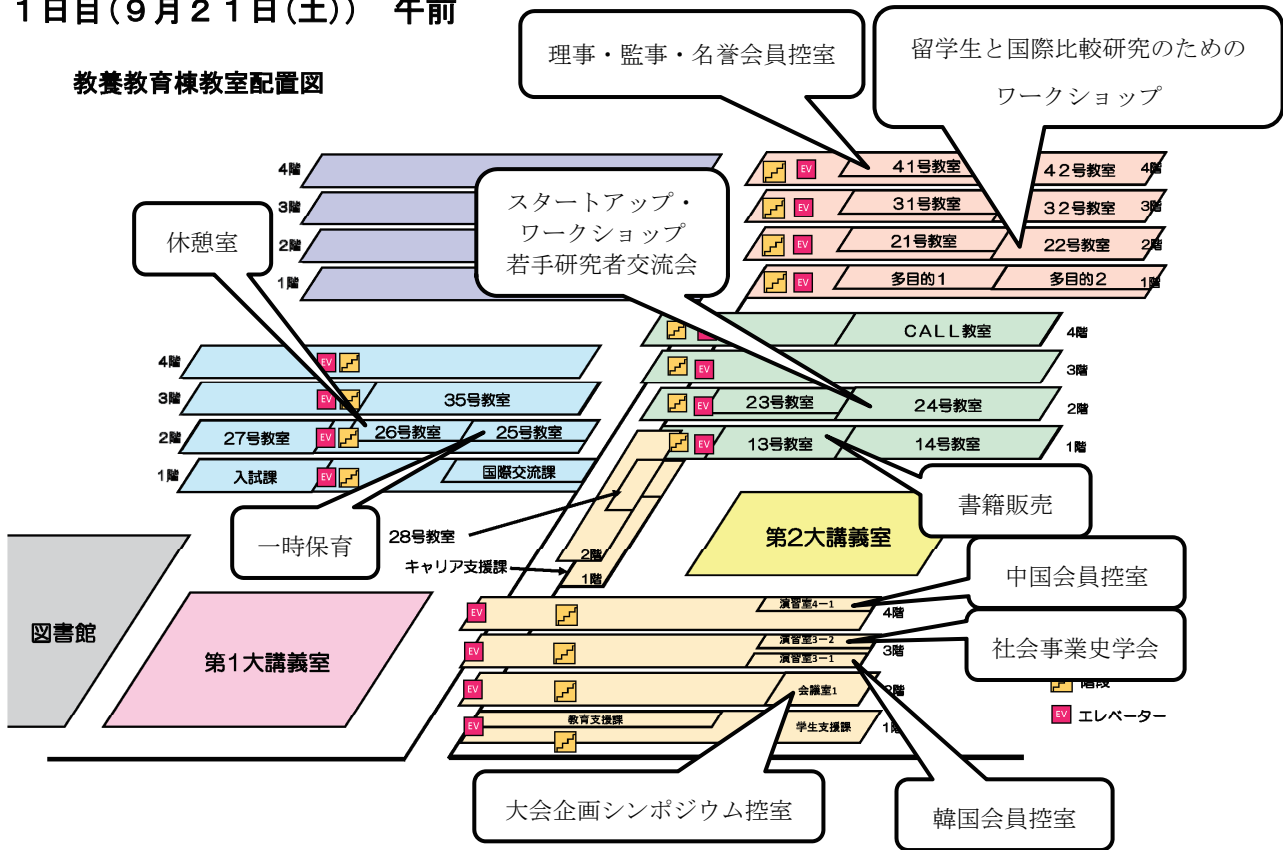 １日目（９月２１日（土））　午前
教養教育棟教室配置図
理事・監事・名誉会員控室
留学生と国際比較研究のための
ワークショップ
スタートアップ・
ワークショップ
若手研究者交流会
休憩室
4階
3階
2階
1階
EV
41号教室
42号教室
4階
EV
31号教室
32号教室
3階
EV
21号教室
22号教室
2階
EV
多目的1
多目的2
1階
CALL教室
4階
EV
3階
EV
23号教室
24号教室
2階
EV
13号教室
14号教室
1階
4階
EV
3階
EV
35号教室
2階
27号教室
EV
26号教室
25号教室
1階
入試課
EV
国際交流課
一時保育
28号教室
キャリア支援課
2階
1階
書籍販売
第2大講義室
図書館
第1大講義室
中国会員控室
社会事業史学会
EV
演習室4－1
4階
EV
演習室3－2
演習室3－1
3階
EV
会議室1
EV
教育支援課
学生支援課
階段
EV
エレベーター
大会企画シンポジウム控室
韓国会員控室